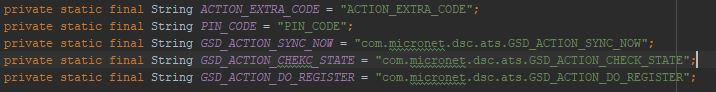 private static final String ACTION_EXTRA_CODE = "ACTION_EXTRA_CODE";
private static final String PIN_CODE = "PIN_CODE";
private static final String GSD_ACTION_SYNC_NOW = "com.micronet.dsc.ats.GSD_ACTION_SYNC_NOW";
private static final String GSD_ACTION_CHEKC_STATE = "com.micronet.dsc.ats.GSD_ACTION_CHECK_STATE";
private static final String GSD_ACTION_DO_REGISTER = "com.micronet.dsc.ats.GSD_ACTION_DO_REGISTER";